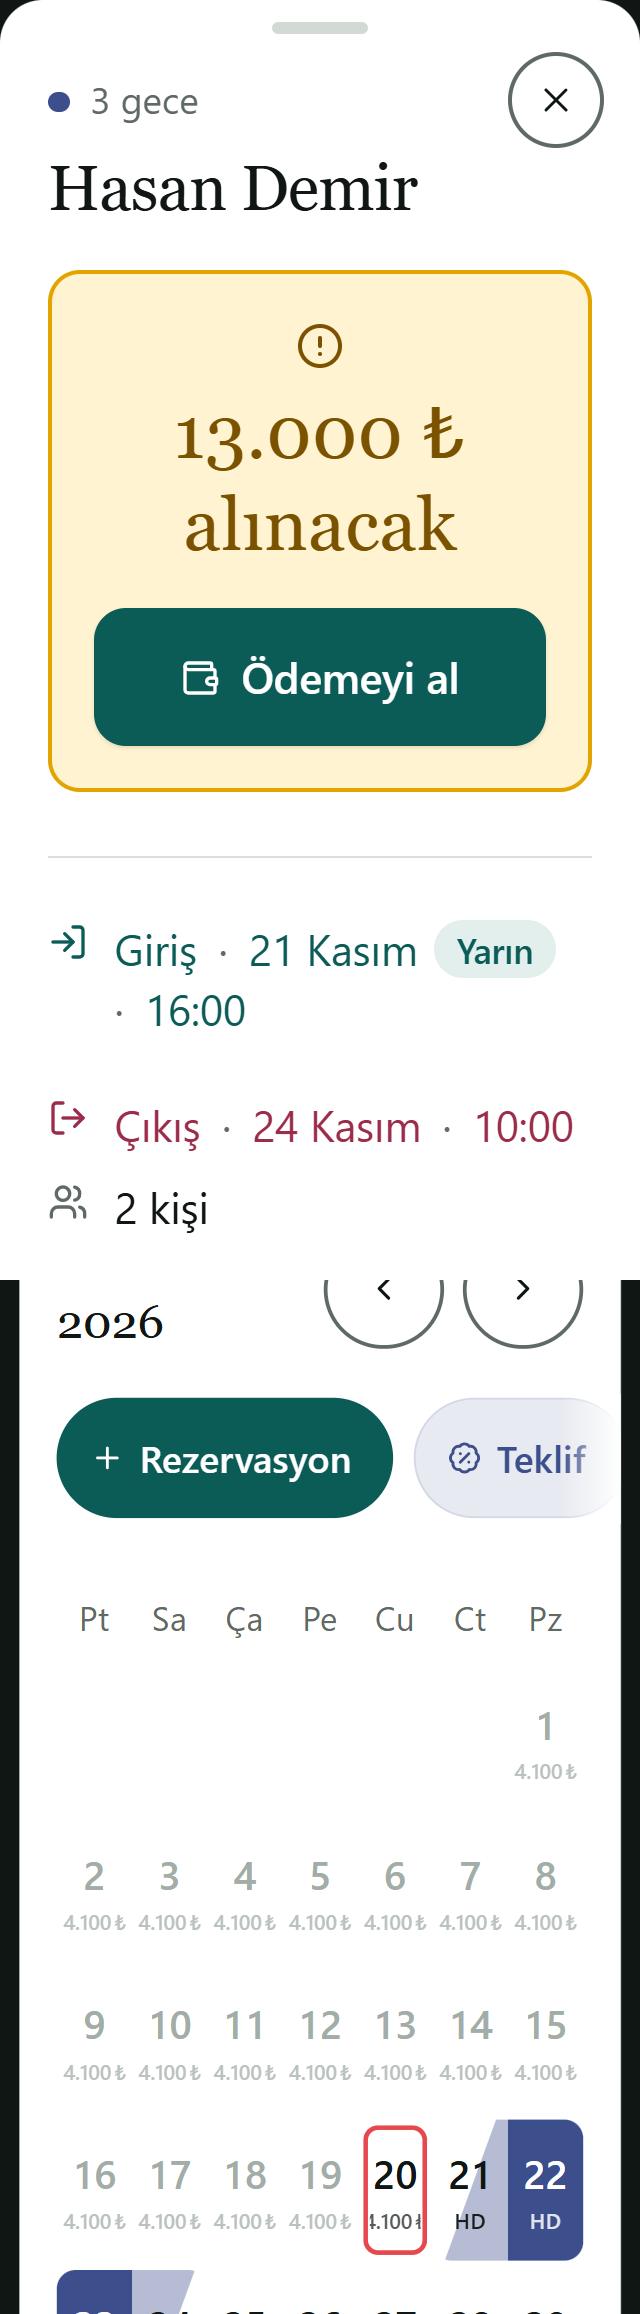 3 gece
Hasan Demir
13.000 ₺
alınacak
Ödemeyi al
Giriş · 21 Kasım Yarın
· 16:00
Çıkış · 24 Kasım · 10:00
2 kişi
2026
Rezervasyon Teklif
Pt Sa Ça Pe Cu Ct Pz
1
4.100 ₺
2 3 4 5 6 7 8
4.100 ₺ 4.100 ₺ 4.100 ₺ 4.100 ₺ 4.100 ₺ 4.100 ₺ 4.100 ₺
9 10 11 12 13 14 15
4.100 ₺ 4.100 ₺ 4.100 ₺ 4.100 ₺ 4.100 ₺ 4.100 ₺ 4.100 ₺
16 17 18 19 20 21 22
4.100 ₺ 4.100 ₺ 4.100 ₺ 4.100 ₺ 4.100 ₺ HD HD